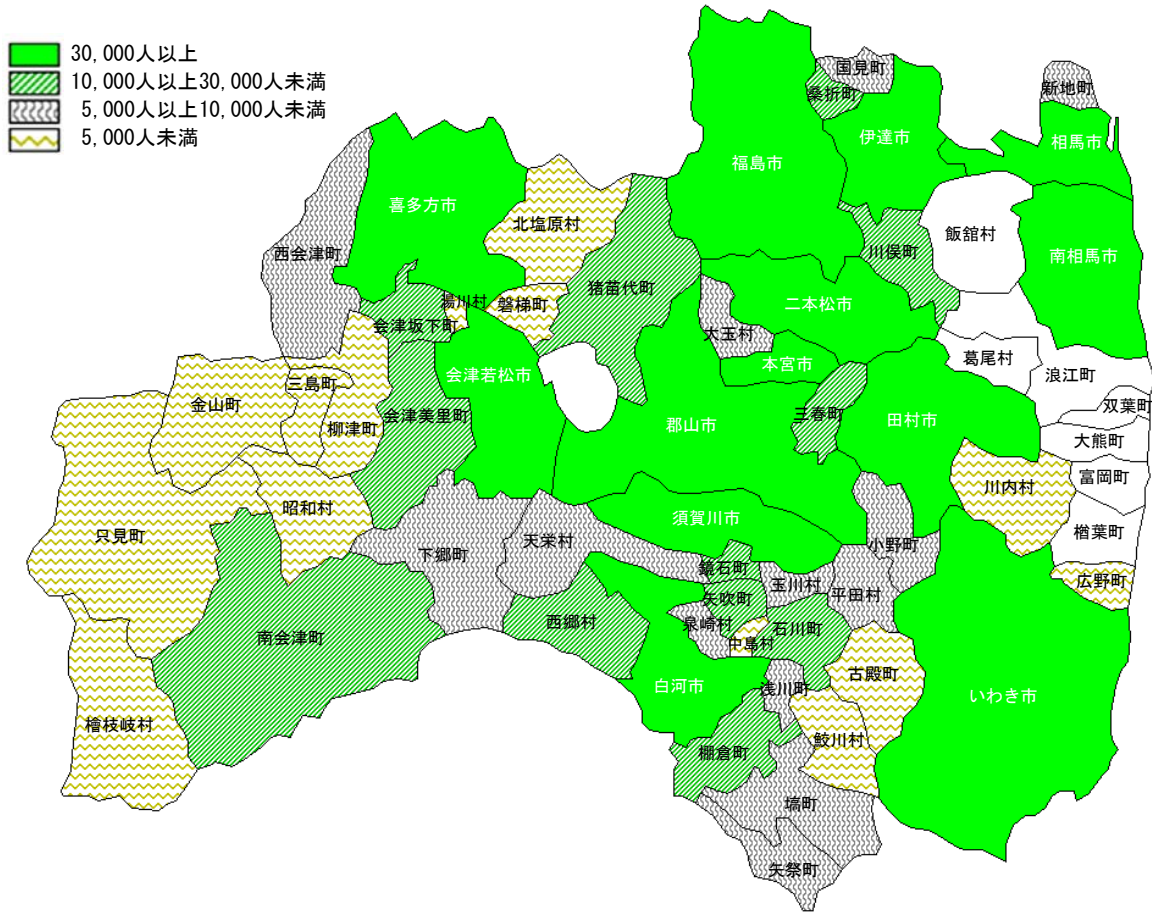 30,000人以上
10,000人以上30,000人未満
5,000人以上10,000人未満
5,000人未満
国見町
桑折町
新地町
伊達市
相馬市
福島市
喜多方市
北塩原村
飯舘村
西会津町
川俣町
南相馬市
猪苗代町
湯川村
磐梯町
二本松市
会津坂下町
大玉村
葛尾村
本宮市
浪江町
会津若松市
三島町
金山町
双葉町
会津美里町
三春町
柳津町
郡山市
田村市
大熊町
富岡町
川内村
昭和村
須賀川市
楢葉町
只見町
天栄村
下郷町
小野町
鏡石町
広野町
玉川村
平田村
矢吹町
西郷村
泉崎村
石川町
南会津町
中島村
古殿町
白河市
浅川町
いわき市
檜枝岐村
鮫川村
棚倉町
塙町
矢祭町